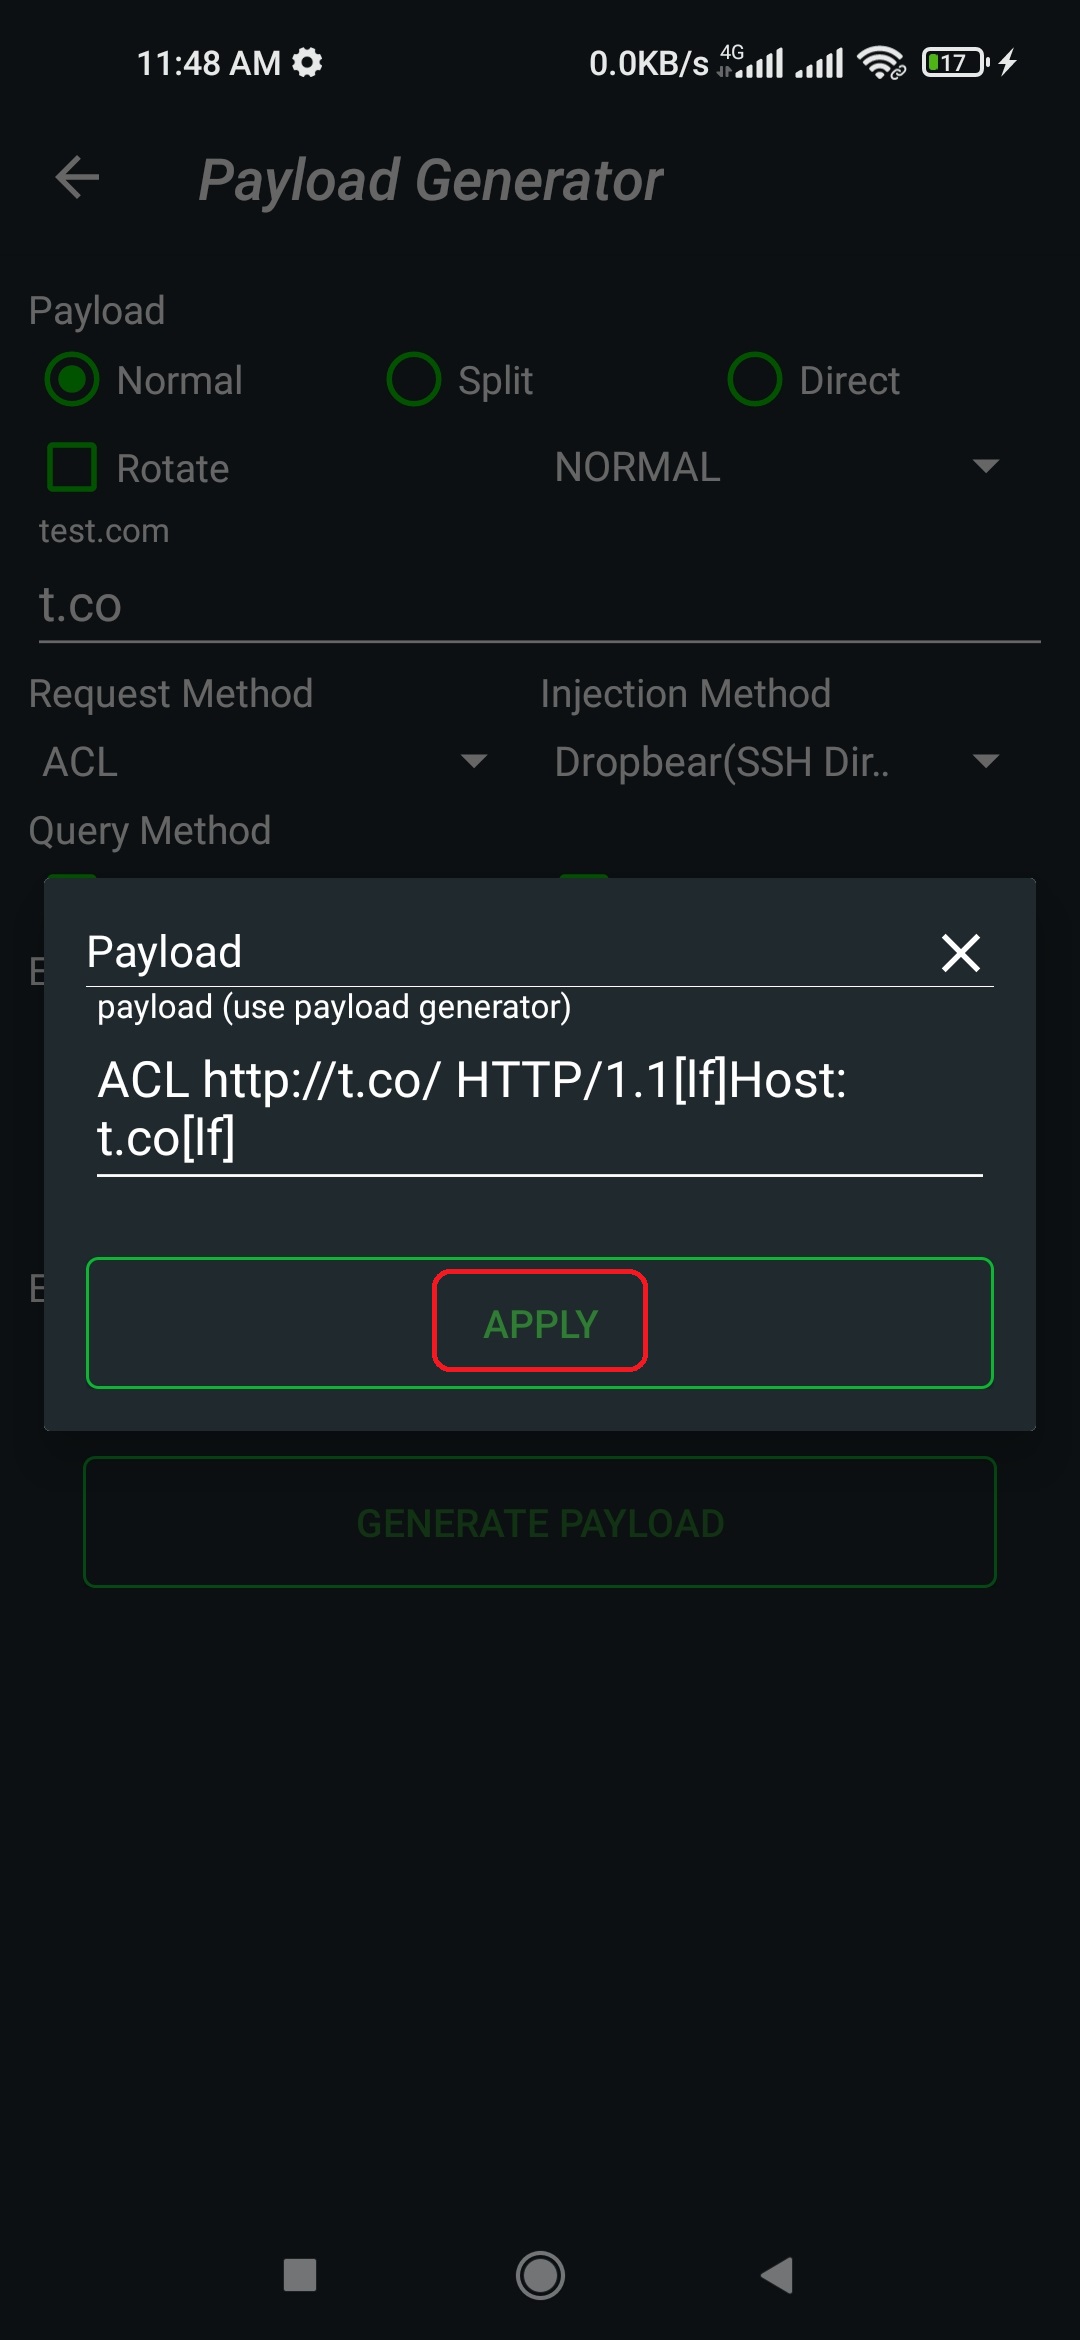 11:48 AM 0.0KB/s 4G 17
Payload Generator
Payload
Normal Split Direct
Rotate NORMAL
test.com
t.co
Request Method Injection Method
ACL Dropbear(SSH Dir..
Query Method
Payload
payload (use payload generator)
ACL http://t.co/ HTTP/1.1[lf]Host:
t.co[lf]
APPLY
GENERATE PAYLOAD